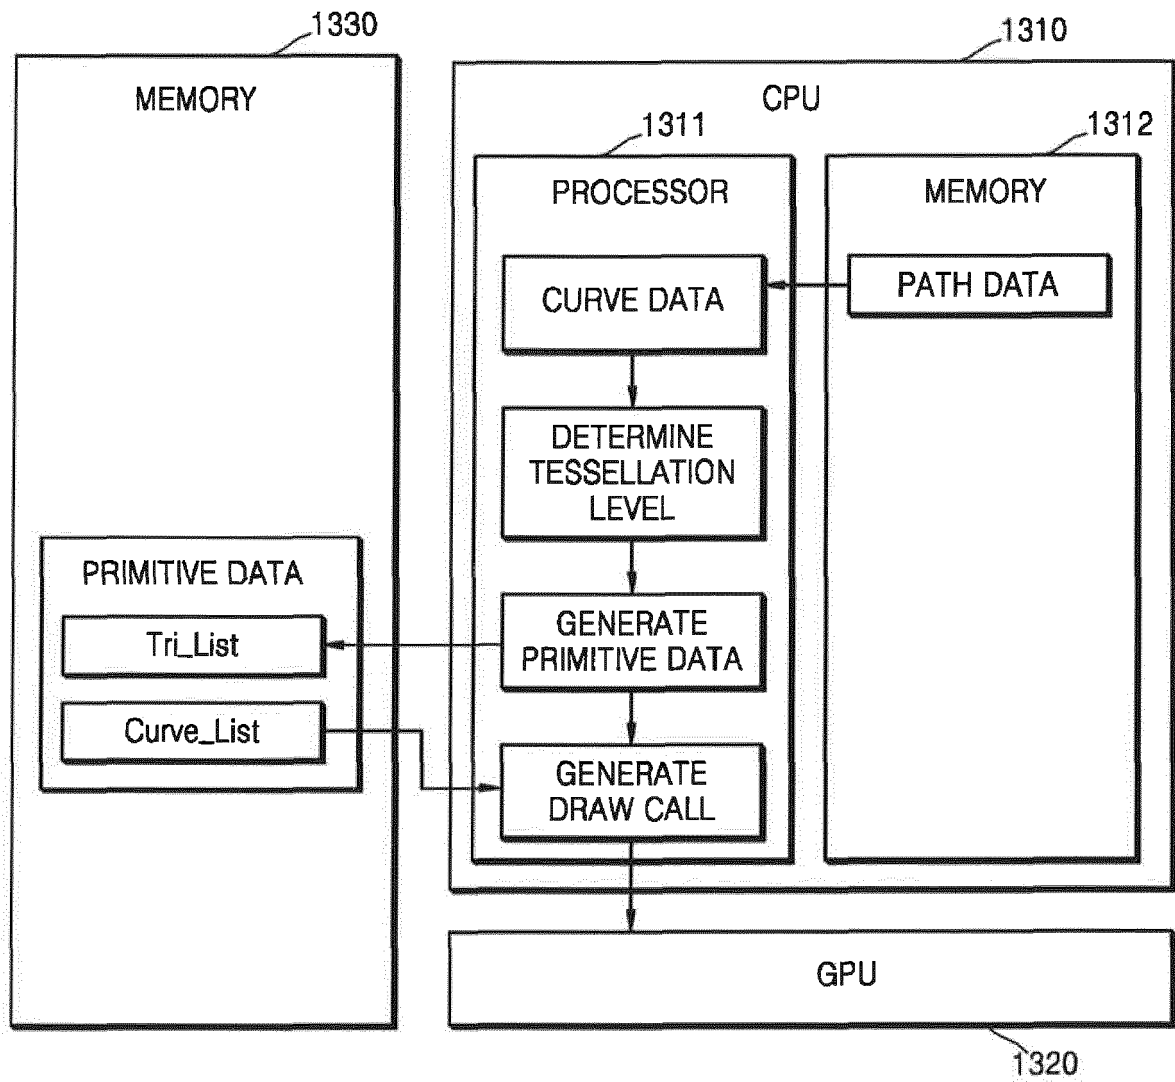 1330
MEMORY
PRIMITIVE DATA
Tri_List
Curve_List
1310
CPU
1311
PROCESSOR
CURVE DATA
DETERMINE
TESSELLATION
LEVEL
GENERATE
PRIMITIVE DATA
GENERATE
DRAW CALL
1312
MEMORY
PATH DATA
GPU
1320